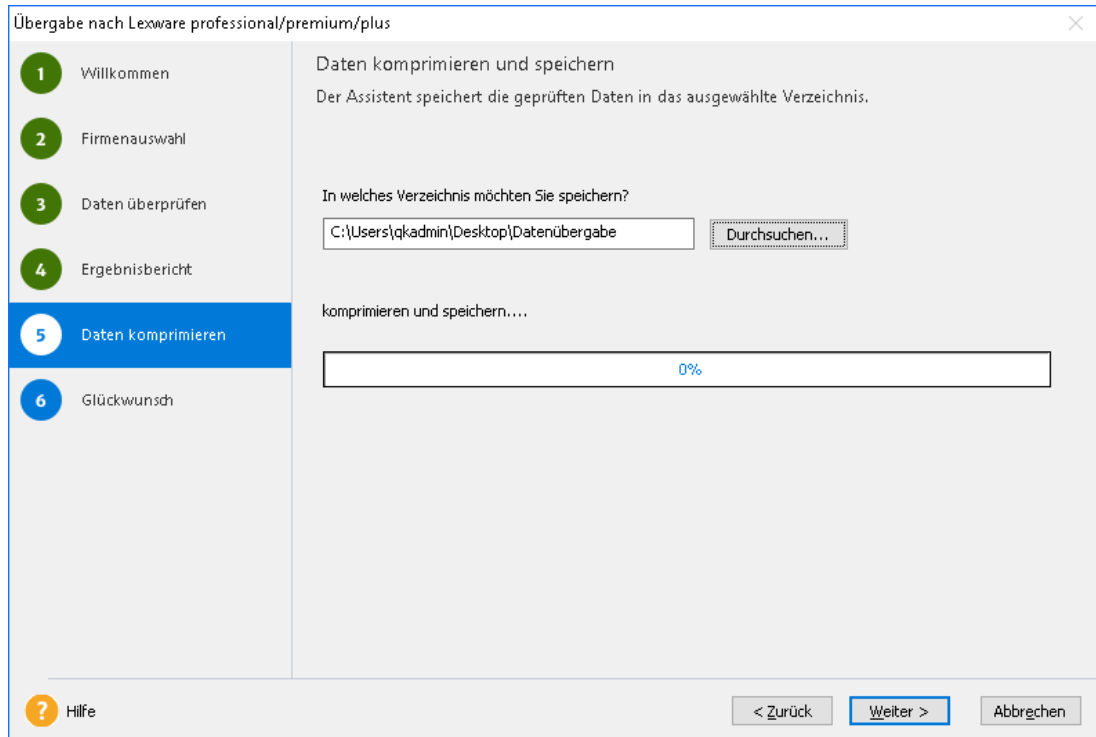 Übergabe nach Lexware professional/premium/plus
1 Willkommen
2 Firmenauswahl
3 Daten überprüfen
4 Ergebnisbericht
5 Daten komprimieren
6 Glückwunsch
Daten komprimieren und speichern
Der Assistent speichert die geprüften Daten in das ausgewählte Verzeichnis.
In welches Verzeichnis möchten Sie speichern?
C:\Users\qkadmin\Desktop\Datenübergabe
Durchsuchen...
komprimieren und speichern....
0%
? Hilfe
< Zurück
Weiter >
Abbrechen